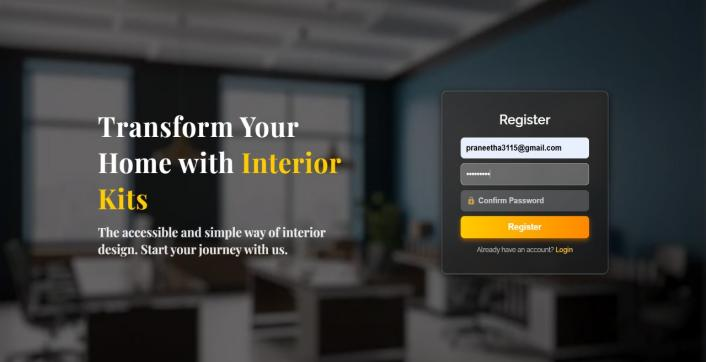 Transform Your
Home with Interior
Kits
The accessible and simple way of interior
design. Start your journey with us.
Register
praneetha3115@gmail.com
•••••••••
Confirm Password
Register
Already have an account? Login